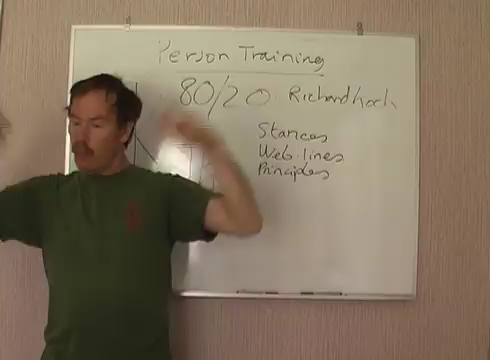 Person Training
80/20 Richard Koch
Stances
Web lines
Principles